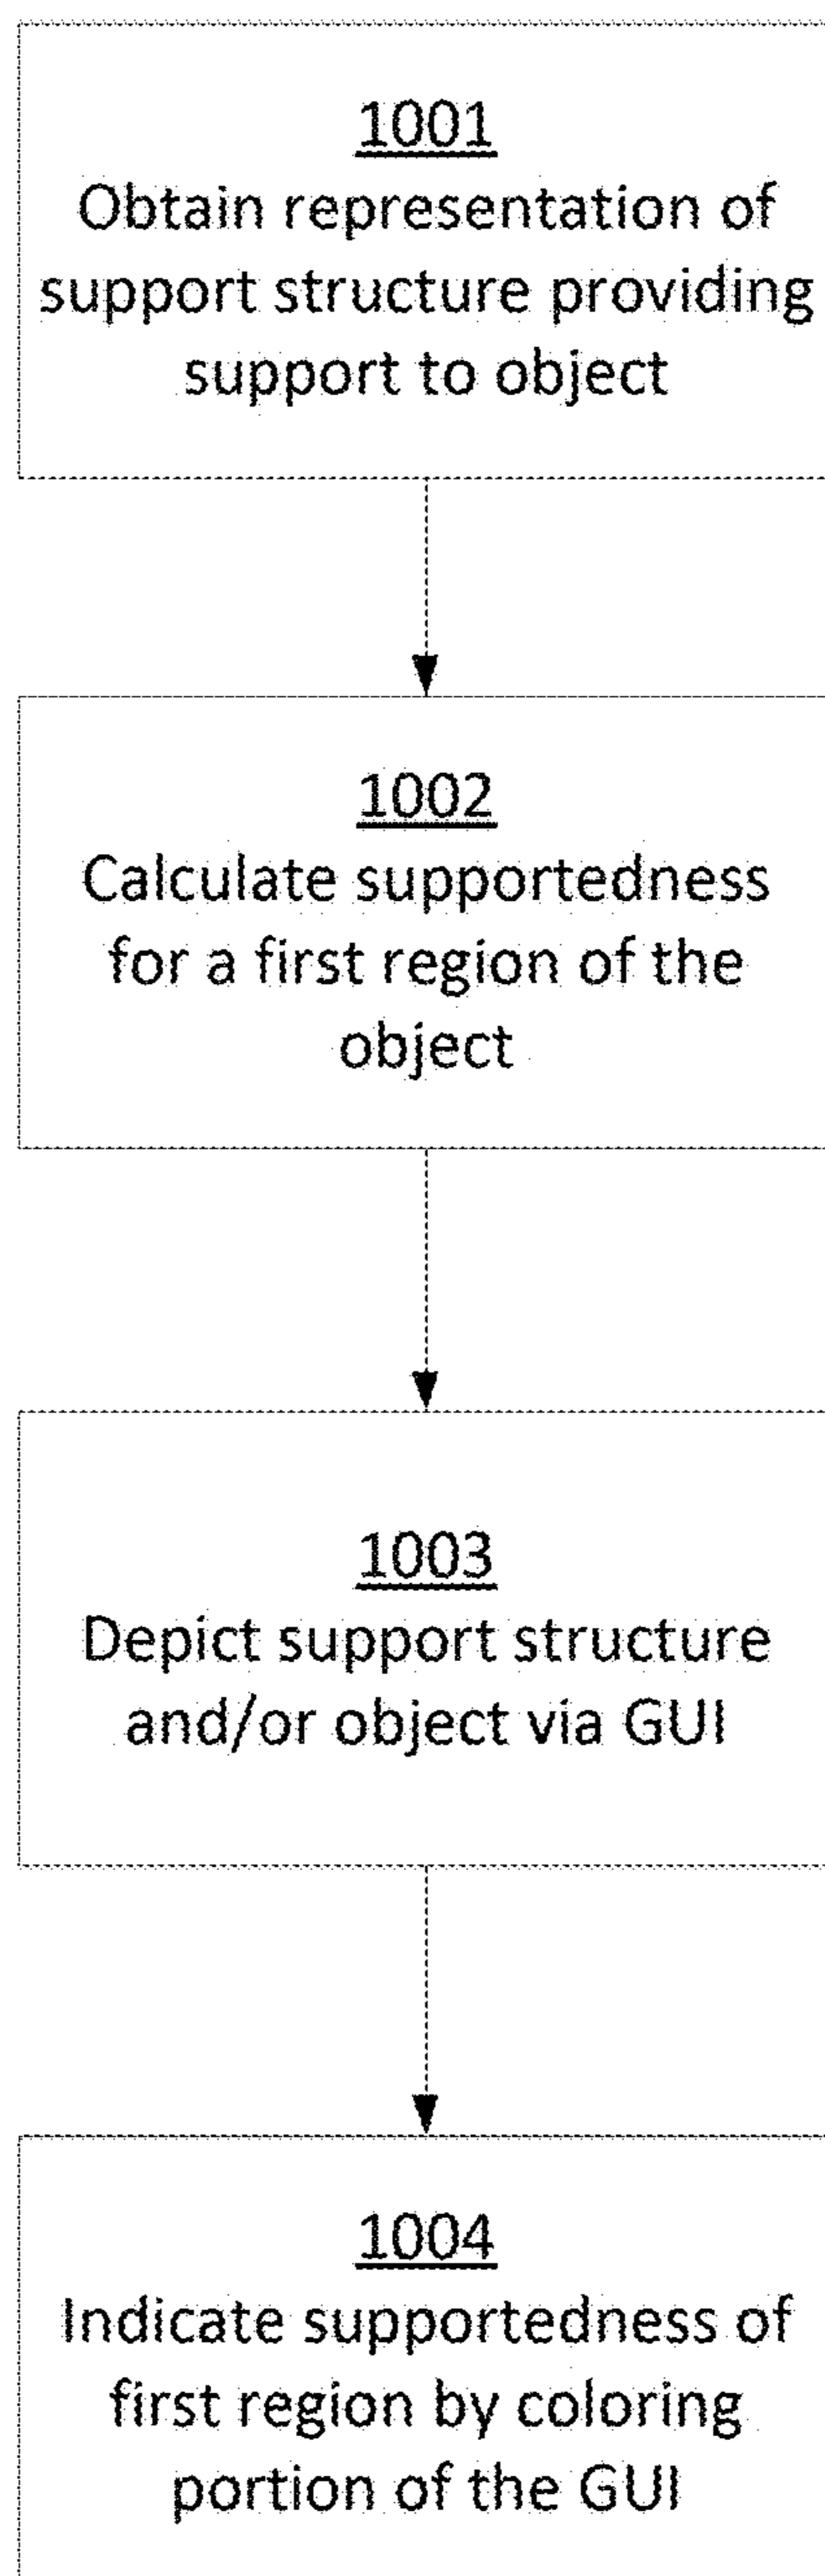 1001
Obtain representation of
support structure providing
support to object
1002
Calculate supportedness
for a first region of the
object
1003
Depict support structure
and/or object via GUI
1004
Indicate supportedness of
first region by coloring
portion of the GUI